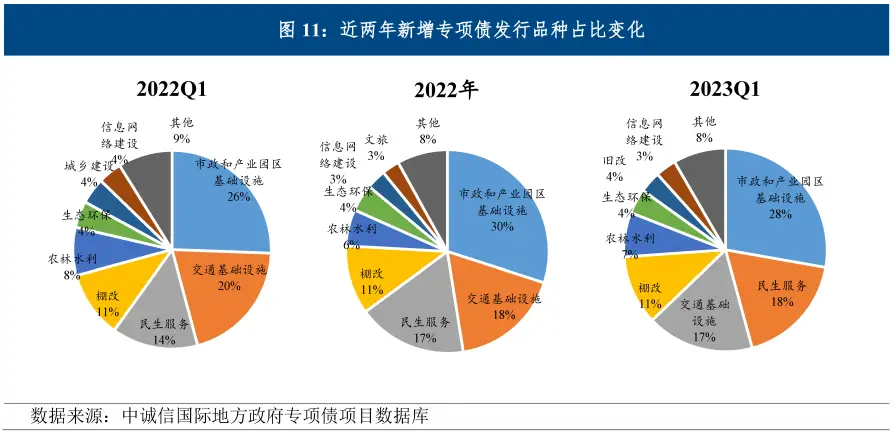 图 11：近两年新增专项债发行品种占比变化
2022Q1
其他
9%
信息网
络建设
4%
城乡建设
4%
生态环保
4%
农林水利
8%
棚改
11%
民生服务
14%
交通基础设施
20%
市政和产业园区
基础设施
26%
2022年
其他
8%
文旅
3%
信息网
络建设
3%
生态环保
4%
农林水利
6%
棚改
11%
民生服务
17%
交通基础设施
18%
市政和产业园区
基础设施
30%
2023Q1
其他
8%
信息网
络建设
3%
旧改
4%
生态环保
4%
农林水利
7%
棚改
11%
交通基础
设施
17%
民生服务
18%
市政和产业园区
基础设施
28%
数据来源：中诚信国际地方政府专项债项目数据库